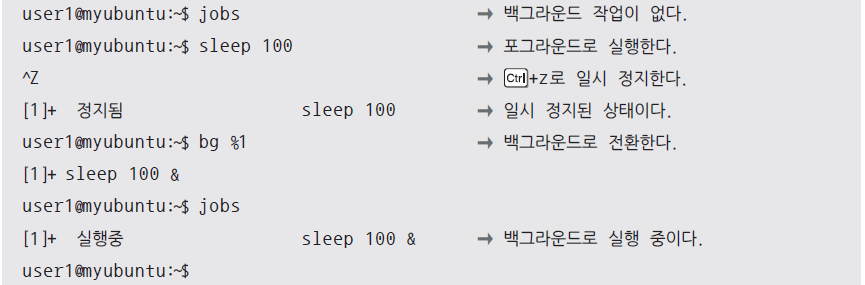 user1@myubuntu:~$ jobs → 백그라운드 작업이 없다.
user1@myubuntu:~$ sleep 100 → 포그라운드로 실행한다.
^Z → Ctrl+Z로 일시 정지한다.
[1]+ 정지됨 sleep 100 → 일시 정지된 상태이다.
user1@myubuntu:~$ bg %1 → 백그라운드로 전환한다.
[1]+ sleep 100 &
user1@myubuntu:~$ jobs
[1]+ 실행중 sleep 100 & → 백그라운드로 실행 중이다.
user1@myubuntu:~$